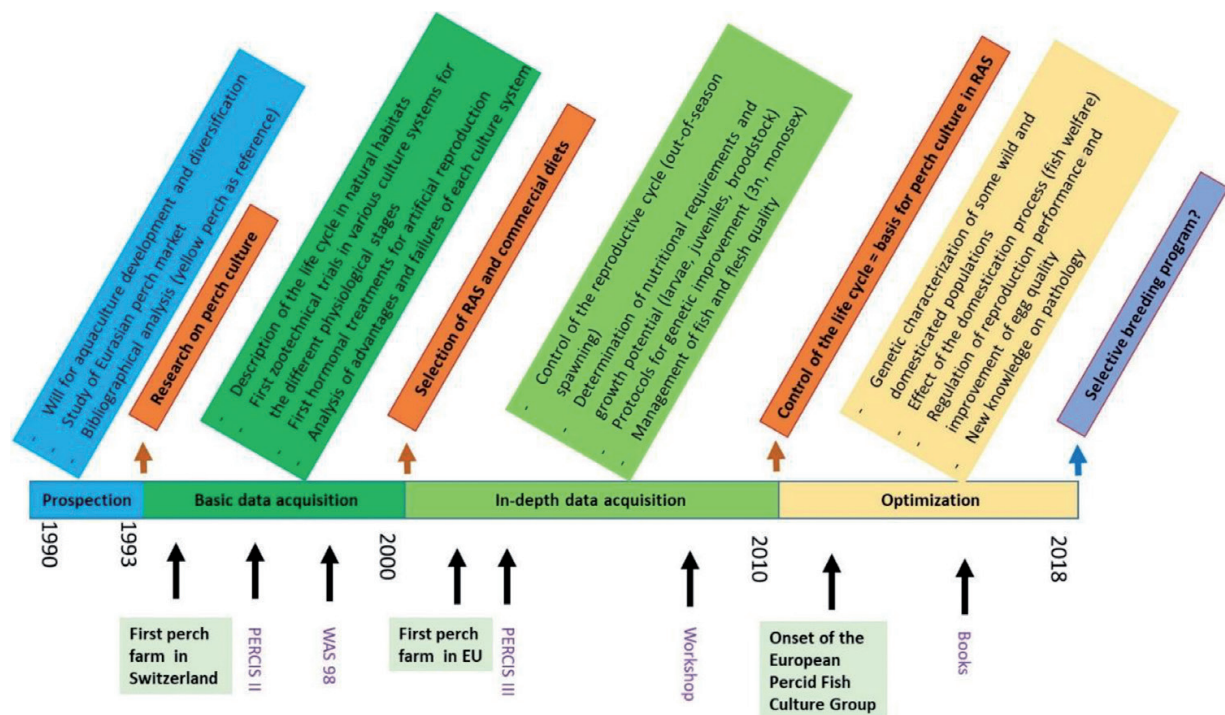 - Will for aquaculture development and diversification
- Study of Eurasian perch market
- Bibliographical analysis (yellow perch as reference)
Research on perch culture
- Description of the life cycle in natural habitats
- First zootechnical trials in various culture systems for
the different physiological stages
- First hormonal treatments for artificial reproduction
- Analysis of advantages and failures of each culture system
Selection of RAS and commercial diets
- Control of the reproductive cycle (out-of-season
spawning)
- Determination of nutritional requirements and
growth potential (larvae, juveniles, broodstock)
- Protocols for genetic improvement (3n, monosex)
- Management of fish and flesh quality
Control of the life cycle = basis for perch culture in RAS
- Genetic characterization of some wild and
domesticated populations
- Effect of the domestication process (fish welfare)
- Regulation of reproduction performance and
improvement of egg quality
- New knowledge on pathology
Selective breeding program?
Prospection
Basic data acquisition
In-depth data acquisition
Optimization
1990
1993
2000
2010
2018
First perch
farm in
Switzerland
PERCIS II
WAS 98
First perch
farm in EU
PERCIS III
Workshop
Onset of the
European
Percid Fish
Culture Group
Books